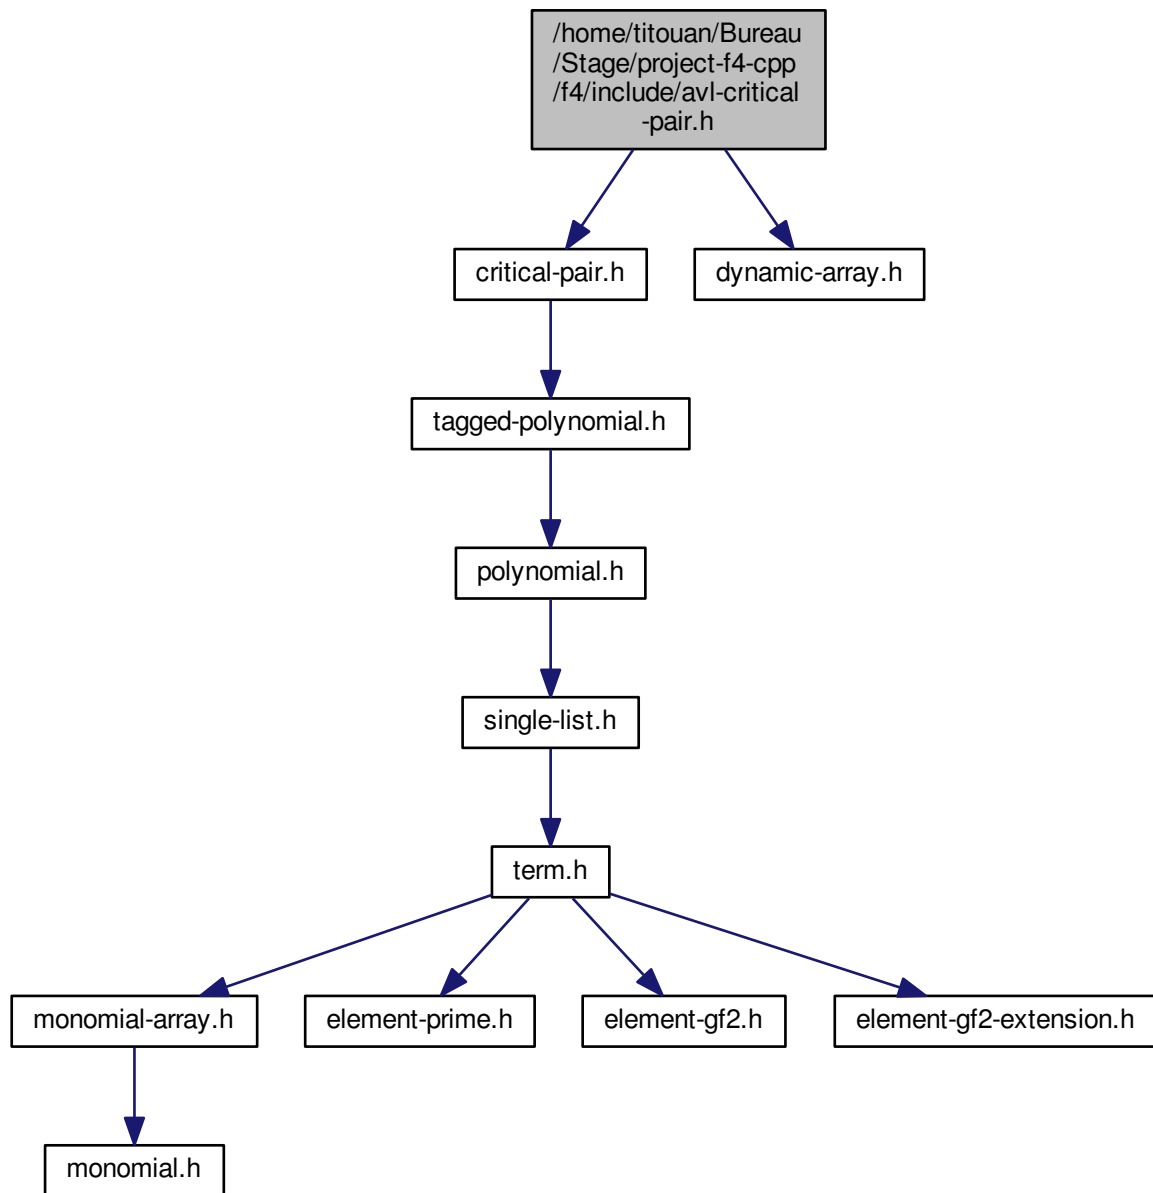 /home/titouan/Bureau
/Stage/project-f4-cpp
/f4/include/avl-critical
-pair.h
critical-pair.h
dynamic-array.h
tagged-polynomial.h
polynomial.h
single-list.h
term.h
monomial-array.h
element-prime.h
element-gf2.h
element-gf2-extension.h
monomial.h